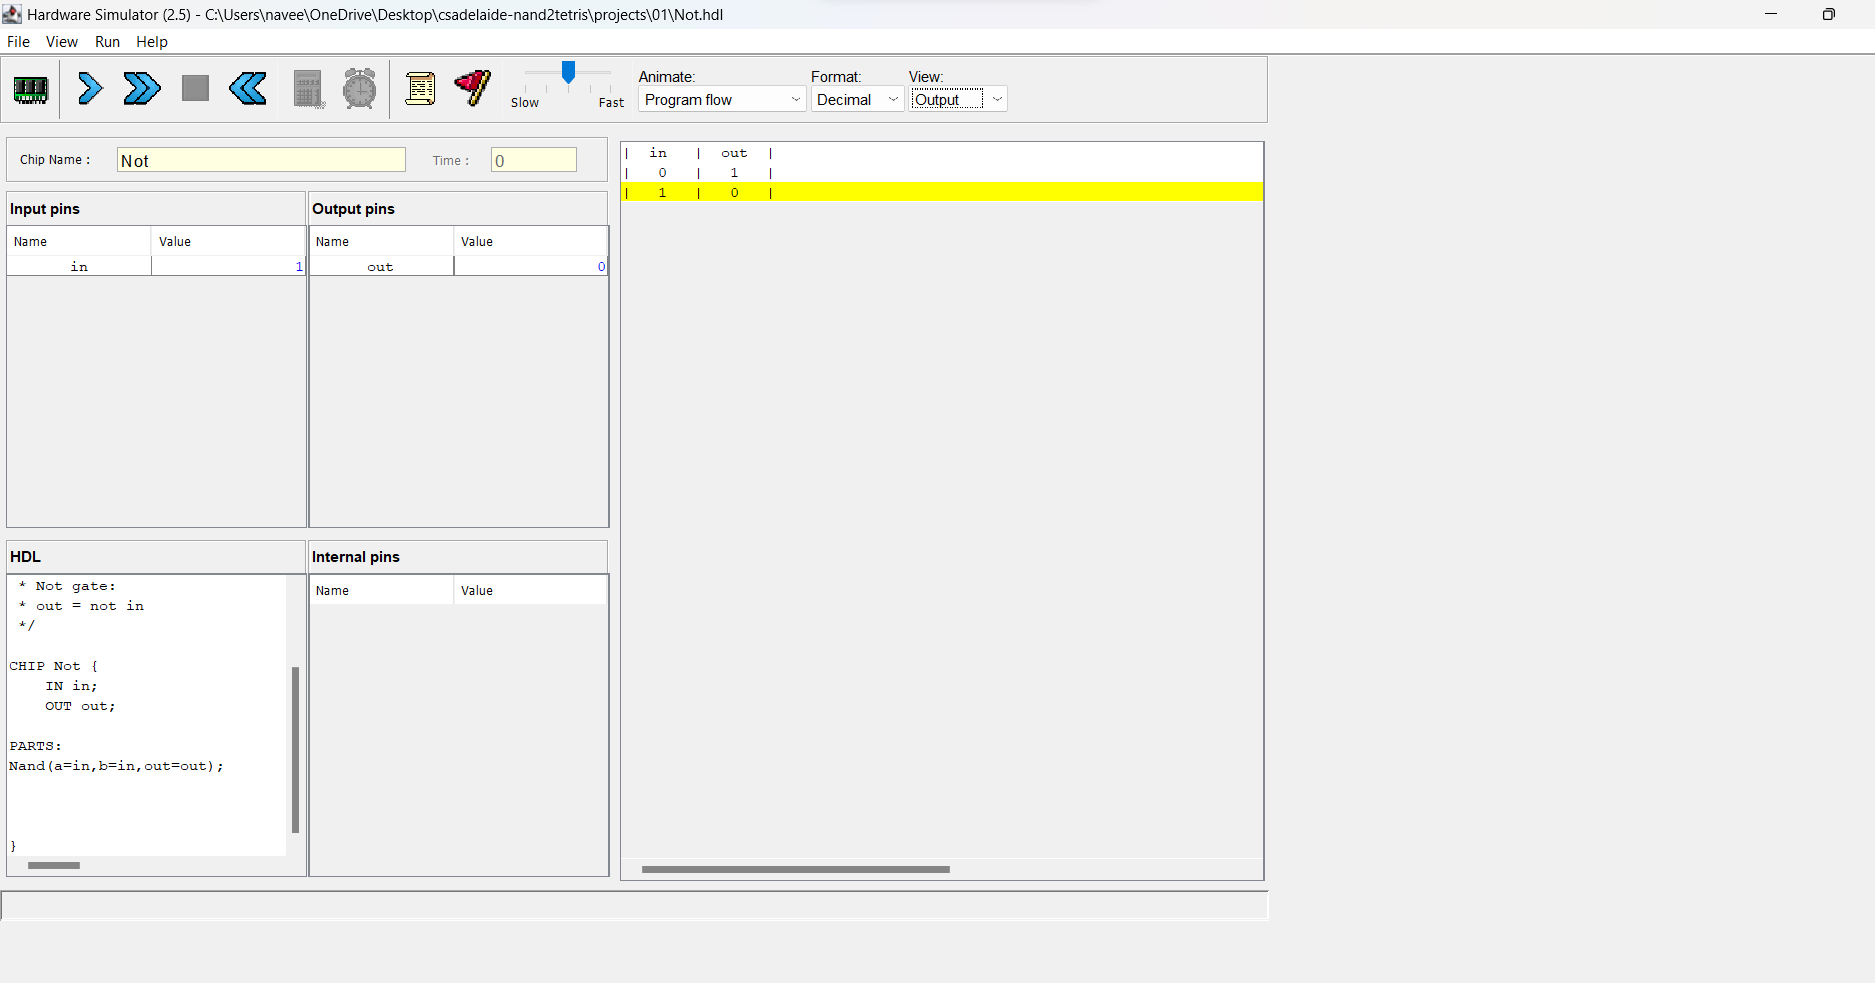 Hardware Simulator (2.5) - C:\Users\navee\OneDrive\Desktop\csadelaide-nand2tetris\projects\01\Not.hdl
File View Run Help
Animate: Format: View:
Slow Fast Program flow Decimal Output
Chip Name : Not Time : 0
Input pins
Name Value
in 1
Output pins
Name Value
out 0
HDL
* Not gate:
* out = not in
*/
CHIP Not {
IN in;
OUT out;
PARTS:
Nand(a=in,b=in,out=out);
}
Internal pins
Name Value
| in | out |
| 0 | 1 |
| 1 | 0 |